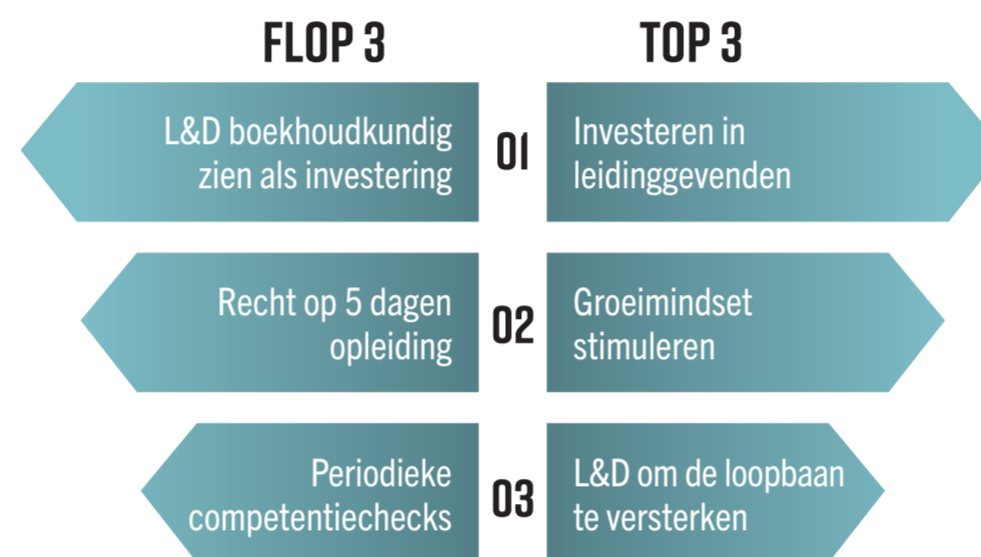 FLOP 3
TOP 3
L&D boekhoudkundig
zien als investering
01
Investeren in
leidinggevenden
Recht op 5 dagen
opleiding
02
Groeimindset
stimuleren
Periodieke
competentiechecks
03
L&D om de loopbaan
te versterken